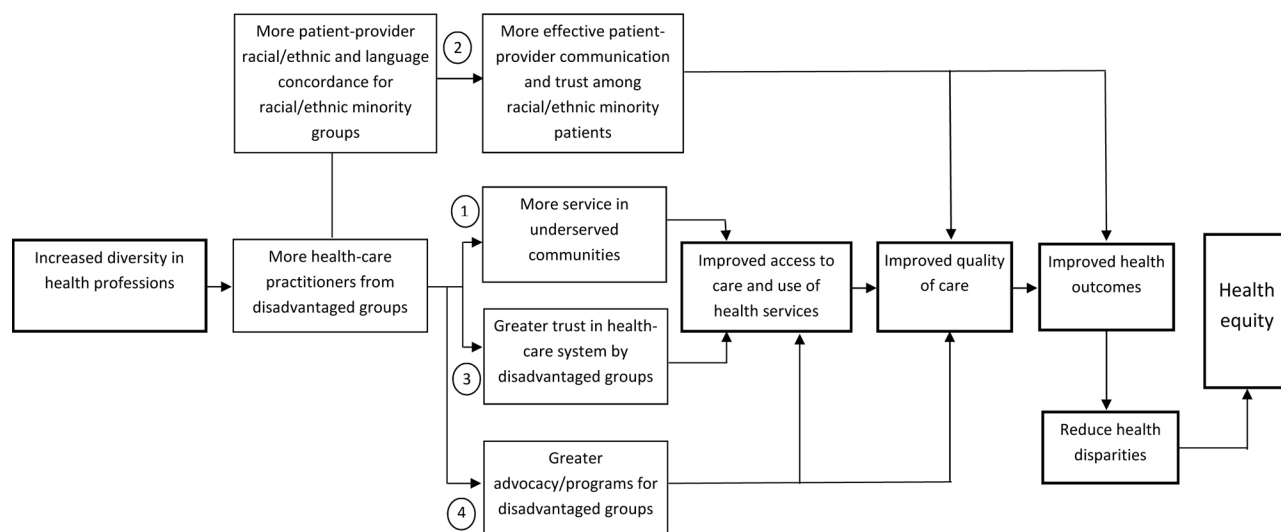 More patient-provider
racial/ethnic and language
concordance for
racial/ethnic minority
groups
2
More effective patient-
provider communication
and trust among
racial/ethnic minority
patients
1
More service in
underserved
communities
Increased diversity in
health professions
More health-care
practitioners from
disadvantaged groups
Improved access to
care and use of
health services
Improved quality
of care
Improved health
outcomes
Health
equity
3
Greater trust in health-
care system by
disadvantaged groups
Reduce health
disparities
4
Greater
advocacy/programs for
disadvantaged groups